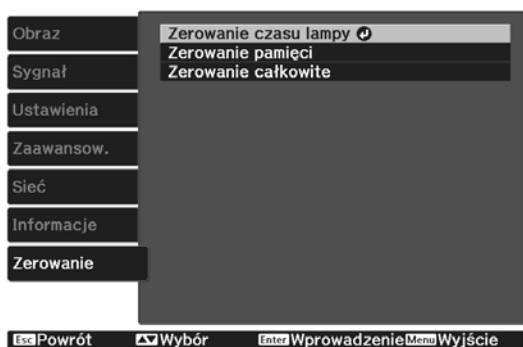 Obraz
Sygnał
Ustawienia
Zaawansow.
Sieć
Informacje
Zerowanie
Zerowanie czasu lampy
Zerowanie pamięci
Zerowanie całkowite
Esc Powrót Wybór Enter Wprowadzenie Menu Wyjście